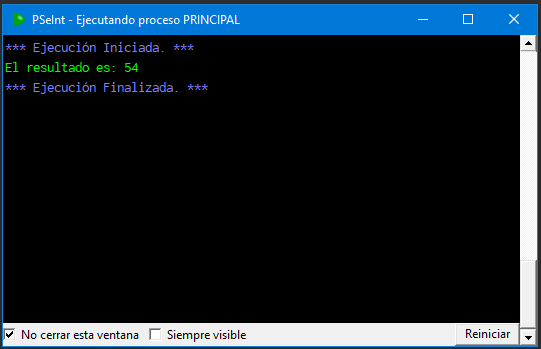 PSeInt - Ejecutando proceso PRINCIPAL
*** Ejecución Iniciada. ***
El resultado es: 54
*** Ejecución Finalizada. ***
No cerrar esta ventana
Siempre visible
Reiniciar